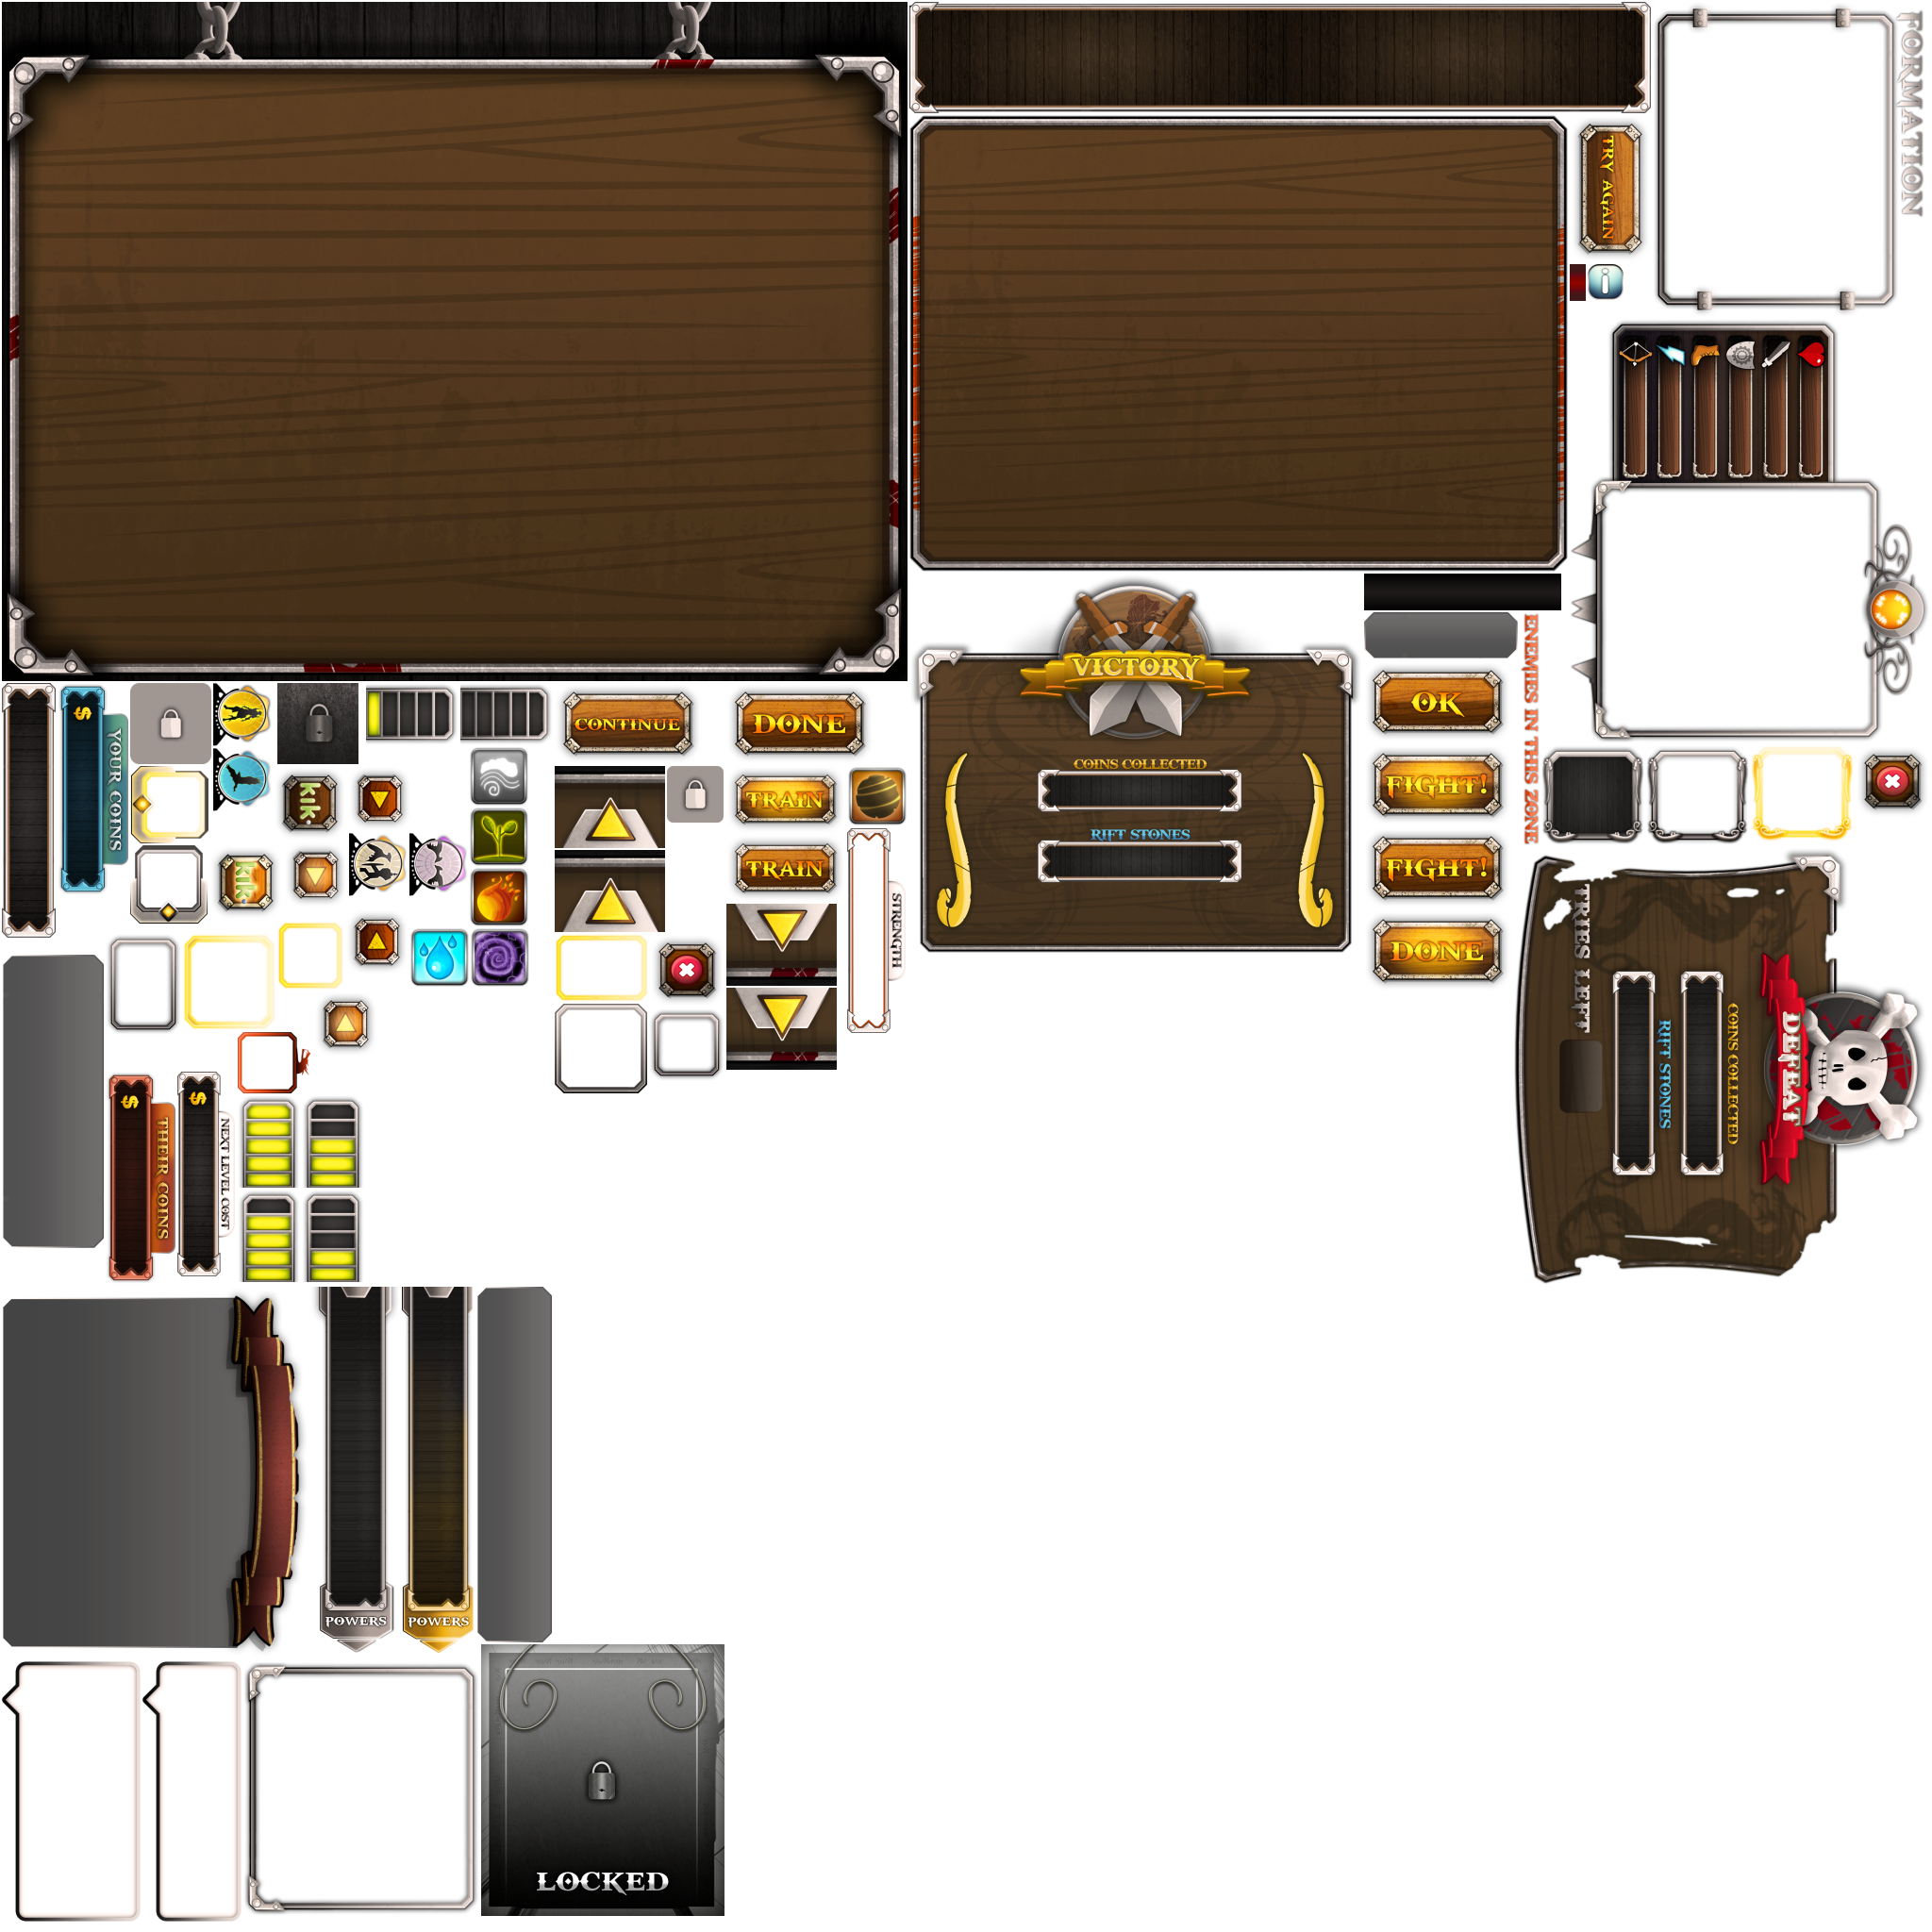 FORMATION
TRY AGAIN
VICTORY
COINS COLLECTED
RIFT STONES
OK
FIGHT!
FIGHT!
DONE
ENEMIES IN THIS ZONE
$
YOUR COINS
CONTINUE
DONE
kik.
TRAIN
kik.
TRAIN
STRENGTH
TRIES LEFT
RIFT STONES
COINS COLLECTED
DEFEAT
$
THEIR COINS
$
NEXT LEVEL COST
POWERS
POWERS
LOCKED